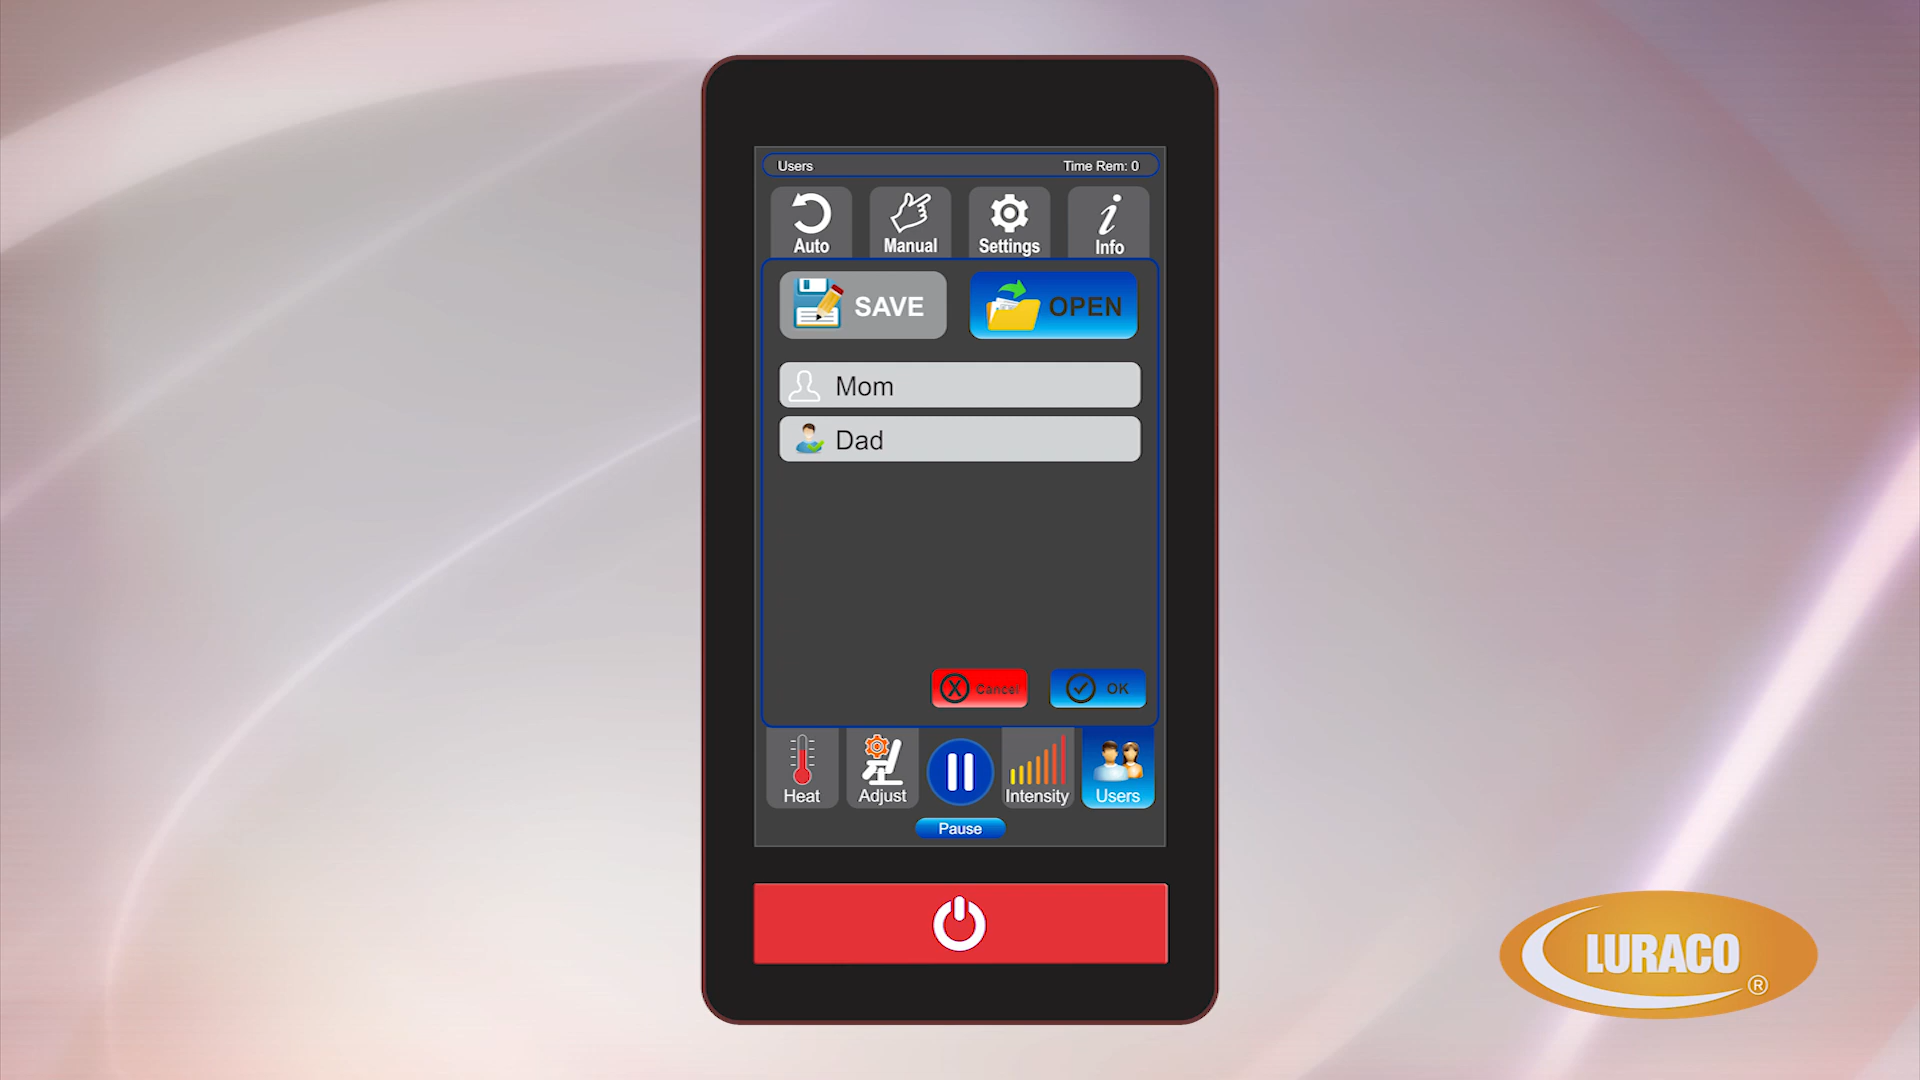 Users Time Rem: 0
Auto Manual Settings Info
SAVE OPEN
Mom
Dad
X Cancel OK
Heat Adjust Intensity Users
Pause
LURACO ®